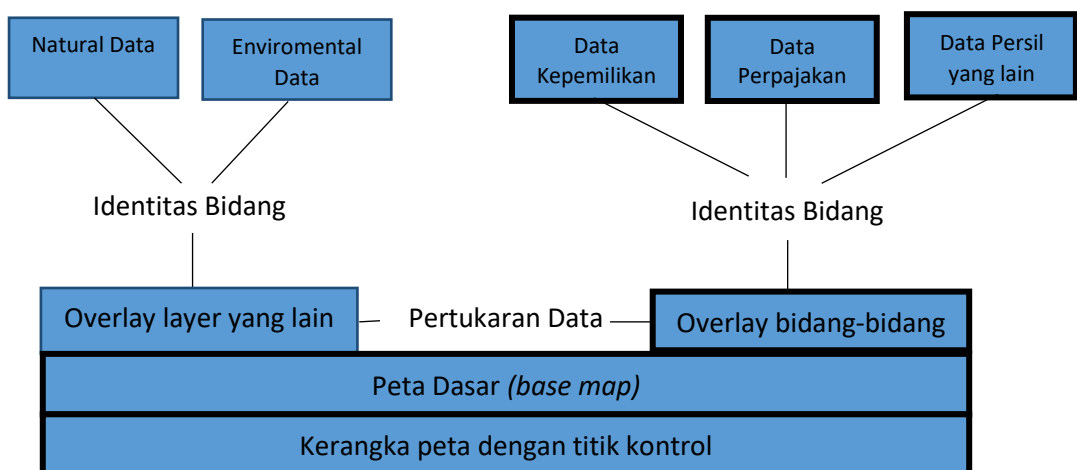 Natural Data
Enviromental
Data
Data
Kepemilikan
Data
Perpajakan
Data Persil
yang lain
Identitas Bidang
Identitas Bidang
Overlay layer yang lain
Pertukaran Data
Overlay bidang-bidang
Peta Dasar (base map)
Kerangka peta dengan titik kontrol